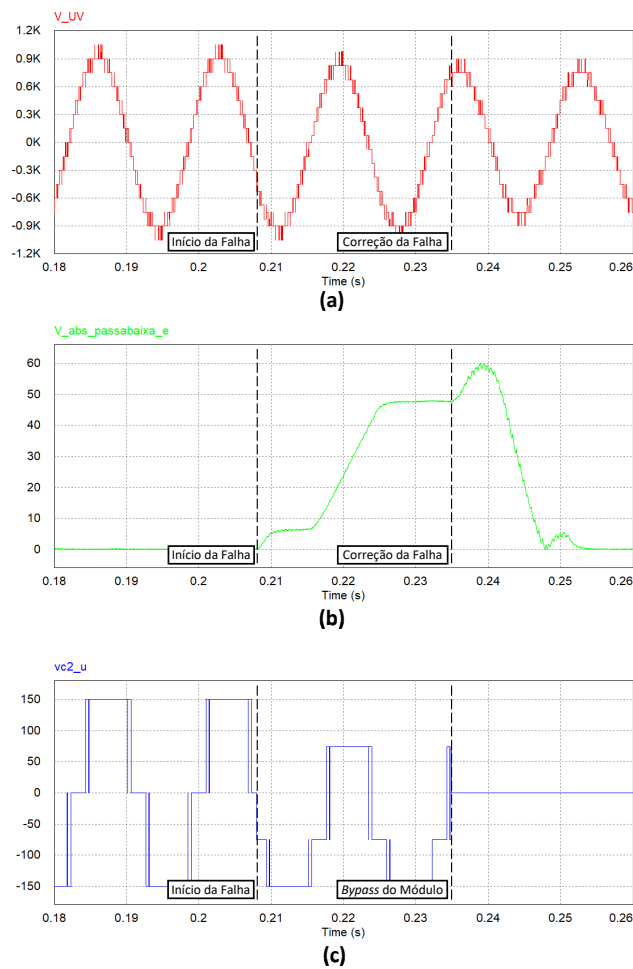 V_UV
1.2K
0.9K
0.6K
0.3K
0K
-0.3K
-0.6K
-0.9K
-1.2K
Início da Falha
Correção da Falha
0.18 0.19 0.2 0.21 0.22 0.23 0.24 0.25 0.26
Time (s)
(a)
V_abs_passabaixa_e
60
50
40
30
20
10
0
Início da Falha
Correção da Falha
0.18 0.19 0.2 0.21 0.22 0.23 0.24 0.25 0.26
Time (s)
(b)
vc2_u
150
100
50
0
-50
-100
-150
Início da Falha
Bypass do Módulo
0.18 0.19 0.2 0.21 0.22 0.23 0.24 0.25 0.26
Time (s)
(c)